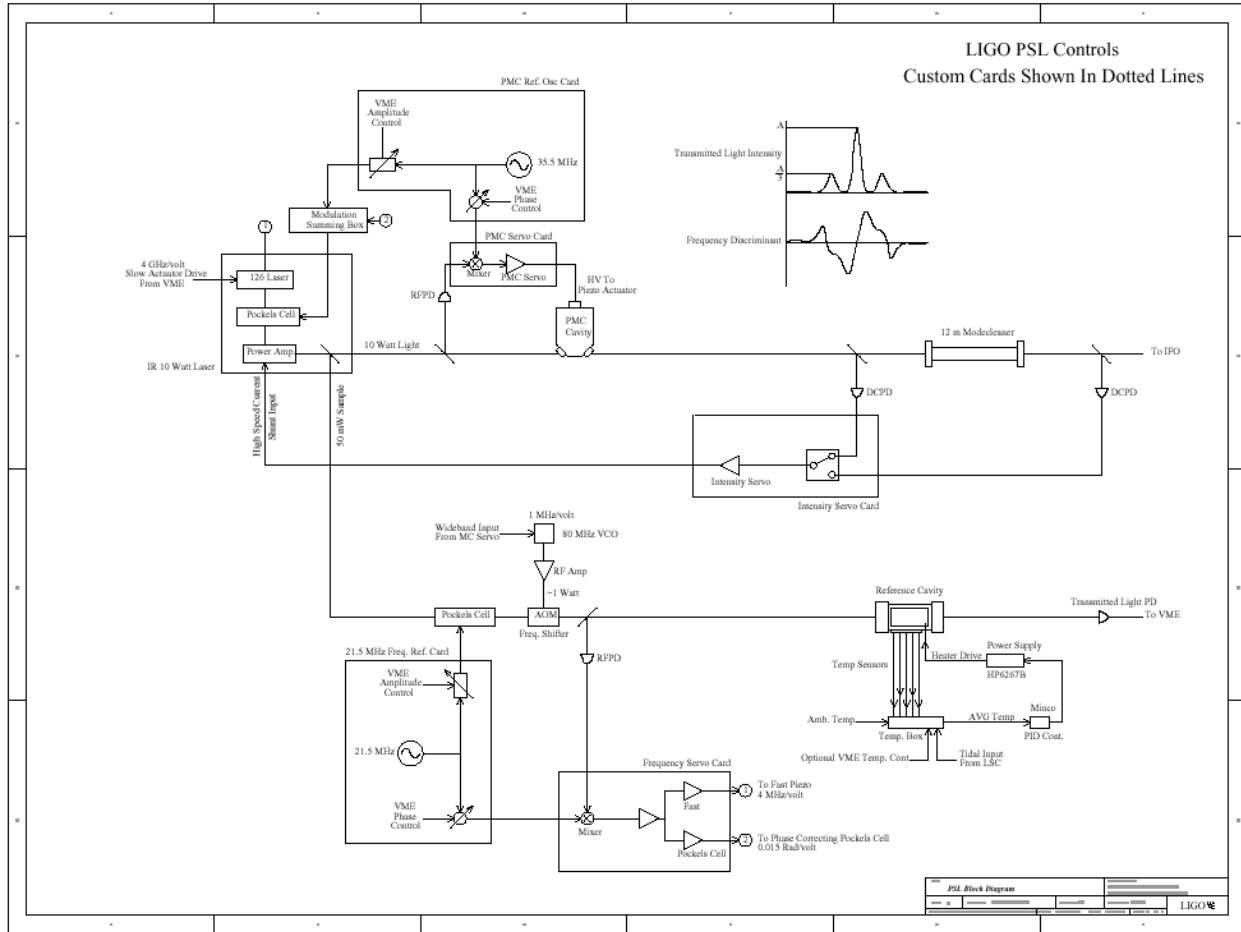 LIGO PSL Controls
Custom Cards Shown In Dotted Lines
PMC Ref. Osc Card
VME
Amplitude
Control
35.5 MHz
VME
Phase
Control
A
Transmitted Light Intensity
A
3
Frequency Discriminant
Modulation
Summing Box
2
1
PMC Servo Card
Mixer
PMC Servo
4 GHz/volt
Slow Actuator Drive
From VME
126 Laser
RFPD
HV To
Piezo Actuator
Pockels Cell
PMC
Cavity
12 m Modecleaner
Power Amp.
10 Watt Light
To IFO
IR 10 Watt Laser
High Speed Current
Shunt Input
50 mW Sample
DCPD
DCPD
Intensity Servo
Intensity Servo Card
1 MHz/volt
Wideband Input
From MC Servo
80 MHz VCO
RF Amp
~1 Watt
Pockels Cell
AOM
Freq. Shifter
Reference Cavity
Transmitted Light PD
To VME
21.5 MHz Freq. Ref. Card
RFPD
Temp Sensors
Heater Drive
Power Supply
HP6267B
VME
Amplitude
Control
Amb. Temp
Temp. Box
AVG Temp
Minco
PID Cont.
21.5 MHz
Optional VME Temp. Cont
Tidal Input
From LSC
Frequency Servo Card
VME
Phase
Control
Mixer
Fast
1
To Fast Piezo
4 MHz/volt
Pockels Cell
2
To Phase Correcting Pockels Cell
0.015 Rad/volt
PSL Block Diagram
LIGO